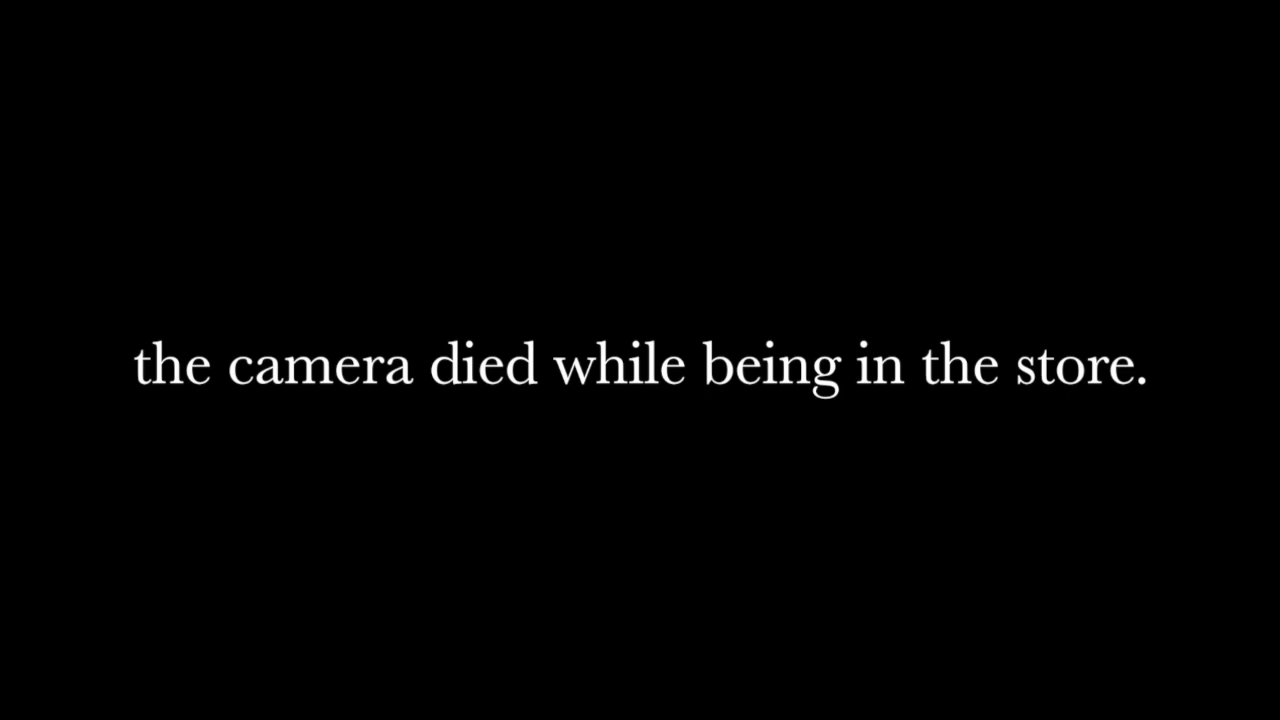 the camera died while being in the store.